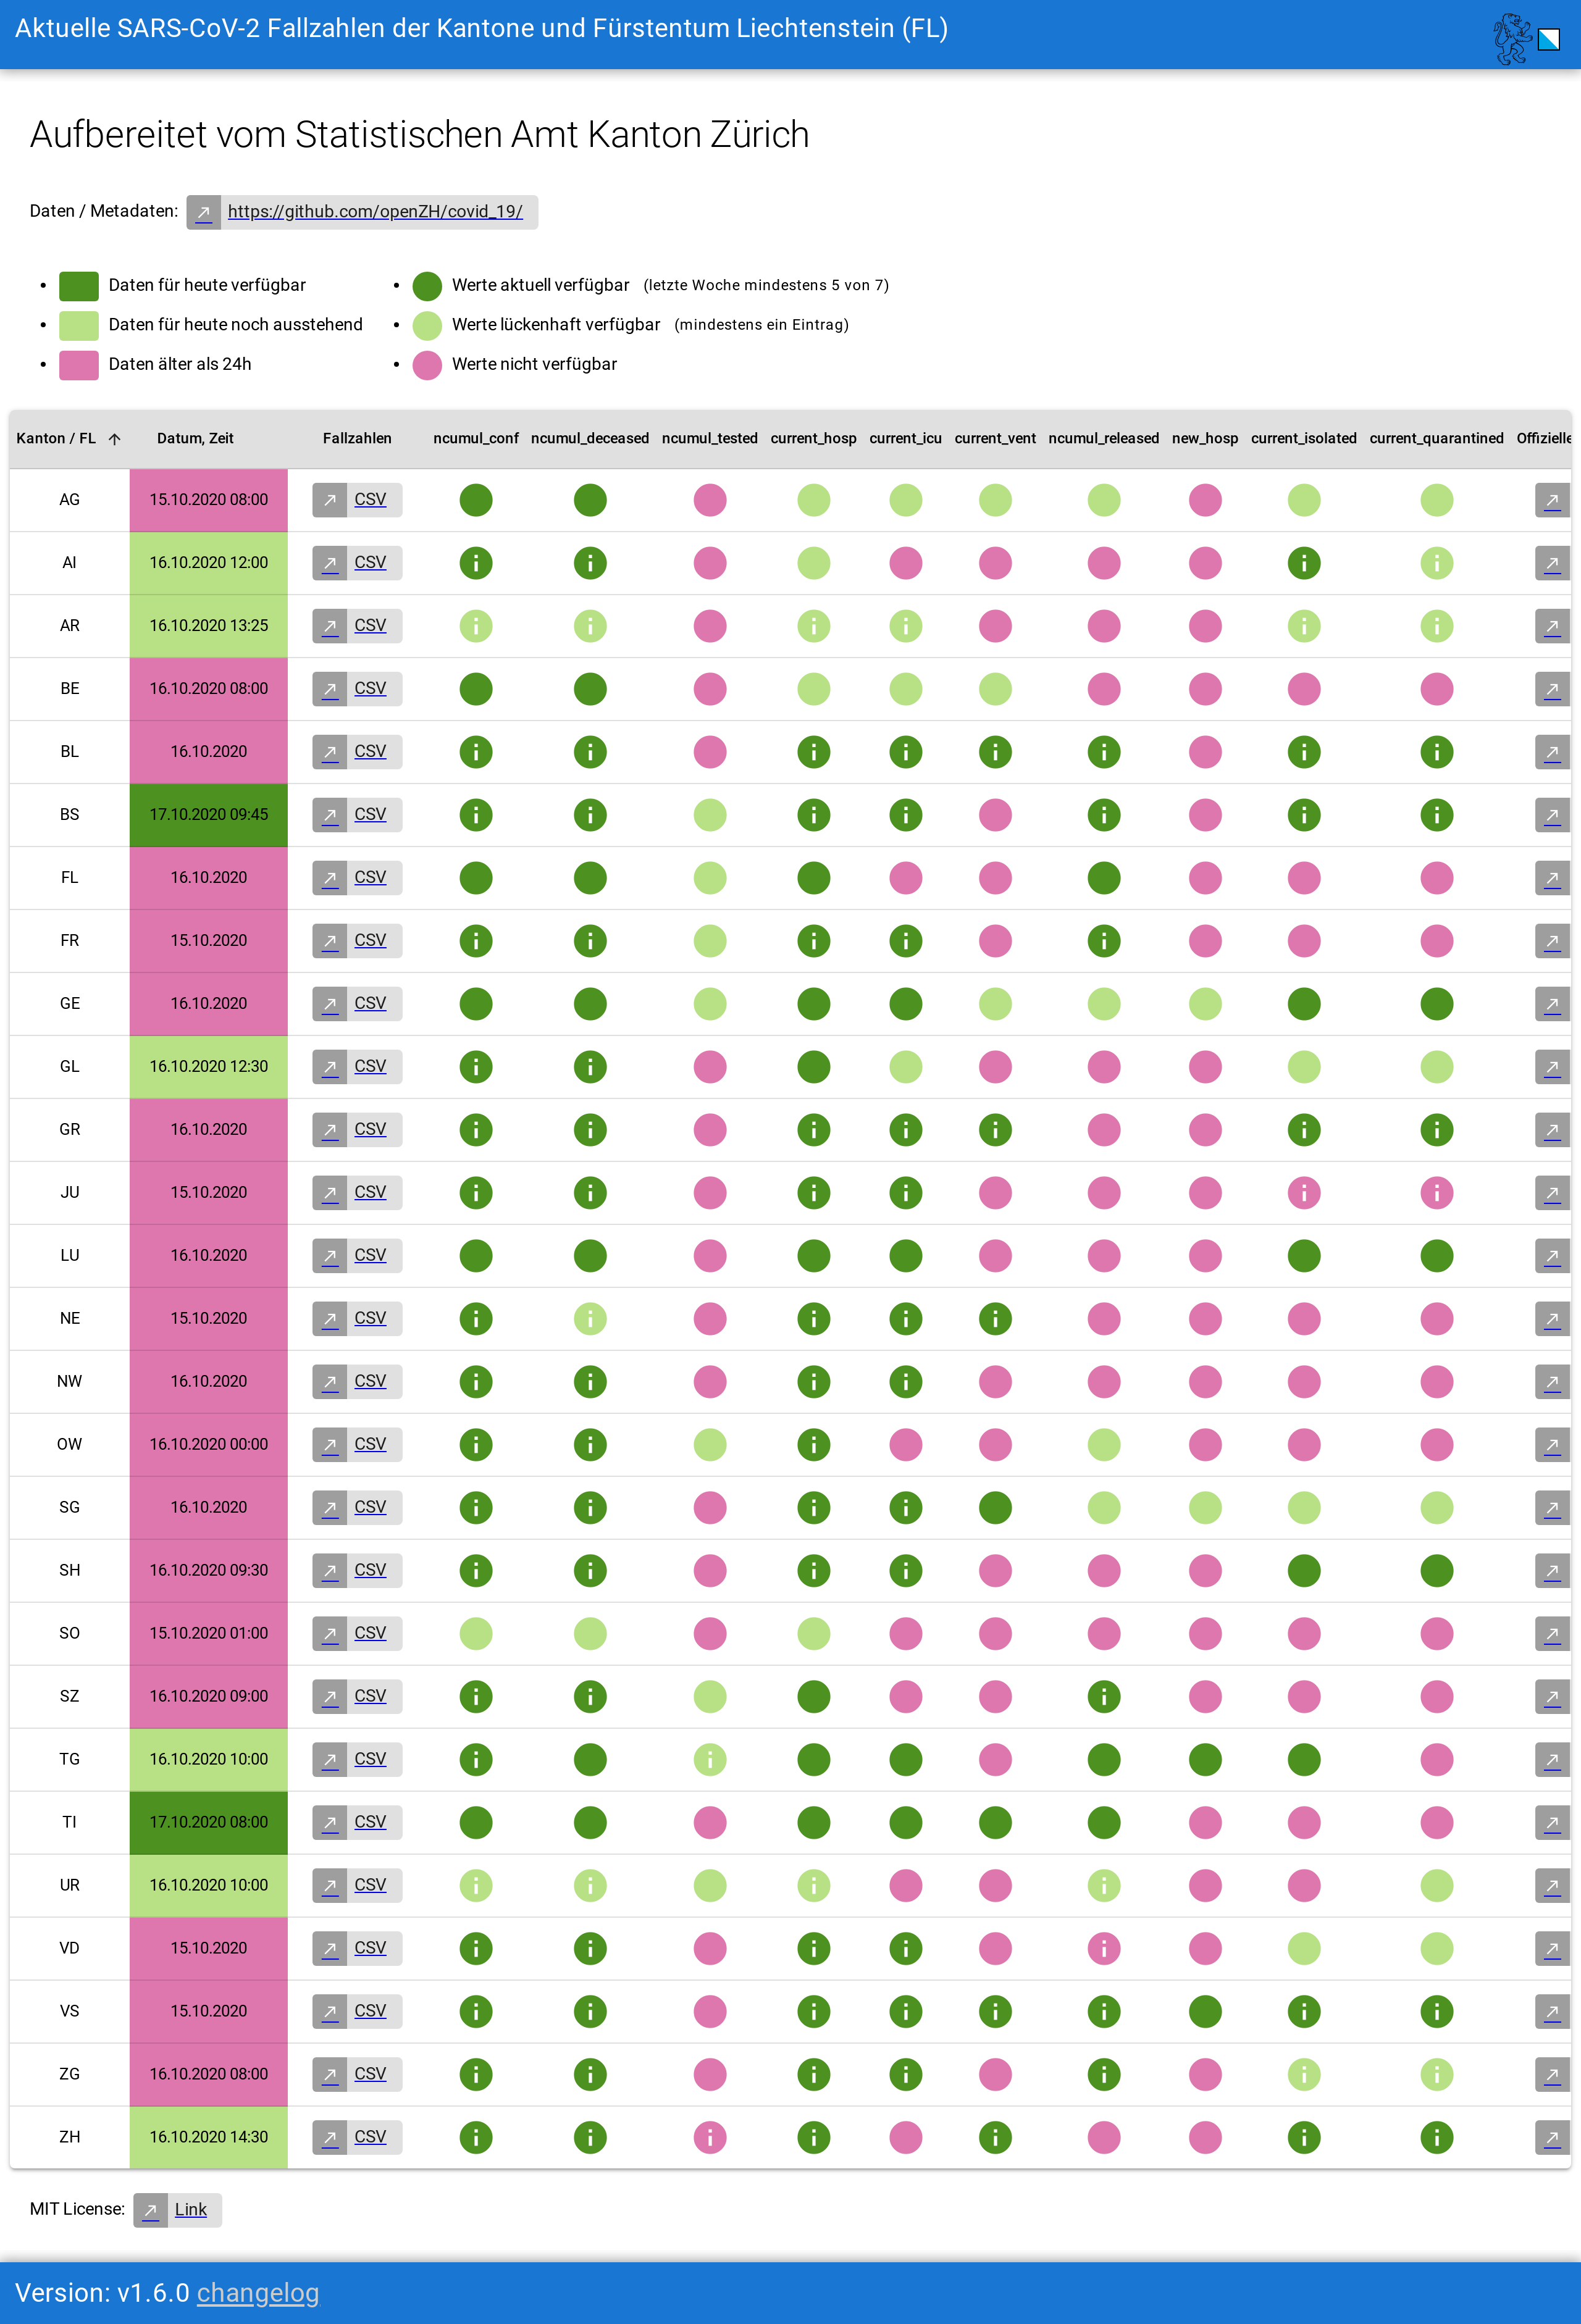 Aktuelle SARS-CoV-2 Fallzahlen der Kantone und Fürstentum Liechtenstein (FL)
Aufbereitet vom Statistischen Amt Kanton Zürich
Daten / Metadaten: https://github.com/openZH/covid_19/
Daten für heute verfügbar
Daten für heute noch ausstehend
Daten älter als 24h
Werte aktuell verfügbar (letzte Woche mindestens 5 von 7)
Werte lückenhaft verfügbar (mindestens ein Eintrag)
Werte nicht verfügbar
Kanton / FL Datum, Zeit Fallzahlen ncumul_conf ncumul_deceased ncumul_tested current_hosp current_icu current_vent ncumul_released new_hosp current_isolated current_quarantined Offizielle
AG 15.10.2020 08:00 CSV
AI 16.10.2020 12:00 CSV
AR 16.10.2020 13:25 CSV
BE 16.10.2020 08:00 CSV
BL 16.10.2020 CSV
BS 17.10.2020 09:45 CSV
FL 16.10.2020 CSV
FR 15.10.2020 CSV
GE 16.10.2020 CSV
GL 16.10.2020 12:30 CSV
GR 16.10.2020 CSV
JU 15.10.2020 CSV
LU 16.10.2020 CSV
NE 15.10.2020 CSV
NW 16.10.2020 CSV
OW 16.10.2020 00:00 CSV
SG 16.10.2020 CSV
SH 16.10.2020 09:30 CSV
SO 15.10.2020 01:00 CSV
SZ 16.10.2020 09:00 CSV
TG 16.10.2020 10:00 CSV
TI 17.10.2020 08:00 CSV
UR 16.10.2020 10:00 CSV
VD 15.10.2020 CSV
VS 15.10.2020 CSV
ZG 16.10.2020 08:00 CSV
ZH 16.10.2020 14:30 CSV
MIT License: Link
Version: v1.6.0 changelog